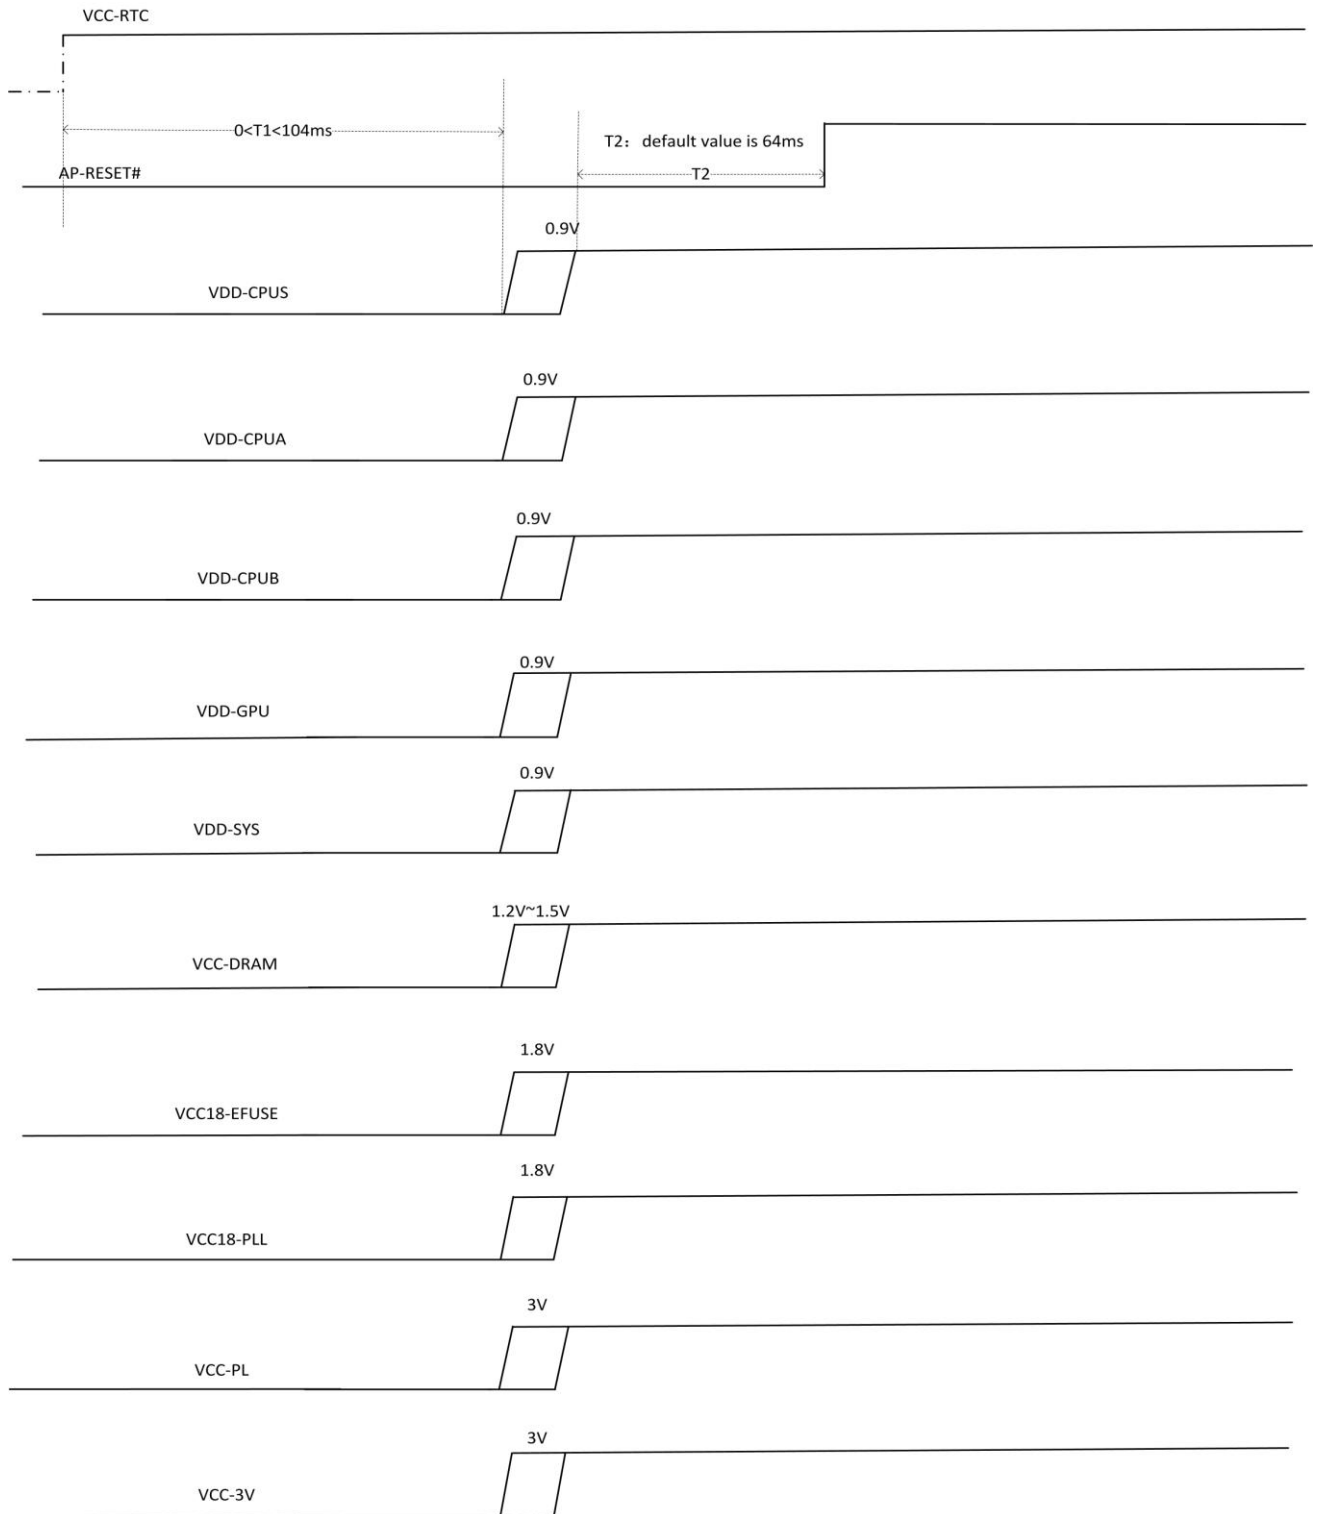 VCC-RTC
0<T1<104ms
T2： default value is 64ms
AP-RESET#
T2
0.9V
VDD-CPUS
0.9V
VDD-CPUA
0.9V
VDD-CPUB
0.9V
VDD-GPU
0.9V
VDD-SYS
1.2V~1.5V
VCC-DRAM
1.8V
VCC18-EFUSE
1.8V
VCC18-PLL
3V
VCC-PL
3V
VCC-3V